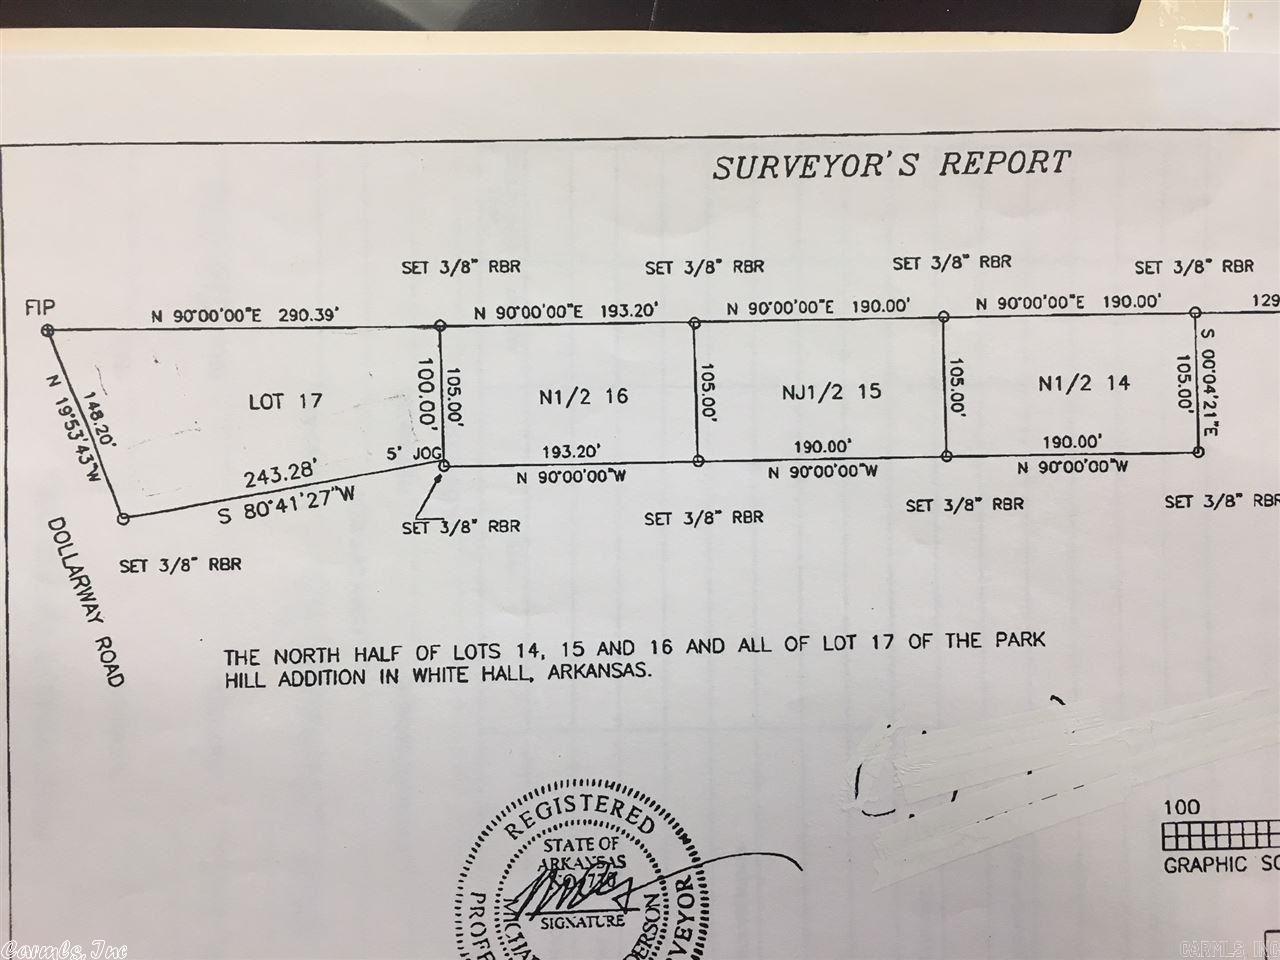 SURVEYOR'S REPORT
SET 3/8" RBR
SET 3/8" RBR
SET 3/8" RBR
SET 3/8" RBR
FIP
N 90°00'00"E 290.39'
N 90°00'00"E 193.20'
N 90°00'00"E 190.00'
N 90°00'00"E 190.00'
129
N 19°53'43"W
148.20'
LOT 17
100.00'
105.00'
N1/2 16
105.00'
NJ1/2 15
105.00'
N1/2 14
105.00'
S 00°04'21"E
5' JOG
243.28'
S 80°41'27"W
193.20'
N 90°00'00"W
190.00'
N 90°00'00"W
190.00'
N 90°00'00"W
SET 3/8" RBR
SET 3/8" RBR
SET 3/8" RBR
SET 3/8" RBR
SET 3/8" RBR
DOLLARWAY ROAD
THE NORTH HALF OF LOTS 14, 15 AND 16 AND ALL OF LOT 17 OF THE PARK
HILL ADDITION IN WHITE HALL, ARKANSAS.
REGISTERED
STATE OF
ARKANSAS
SIGNATURE
100
GRAPHIC SC
Carmls, Inc
CARMLS, INC